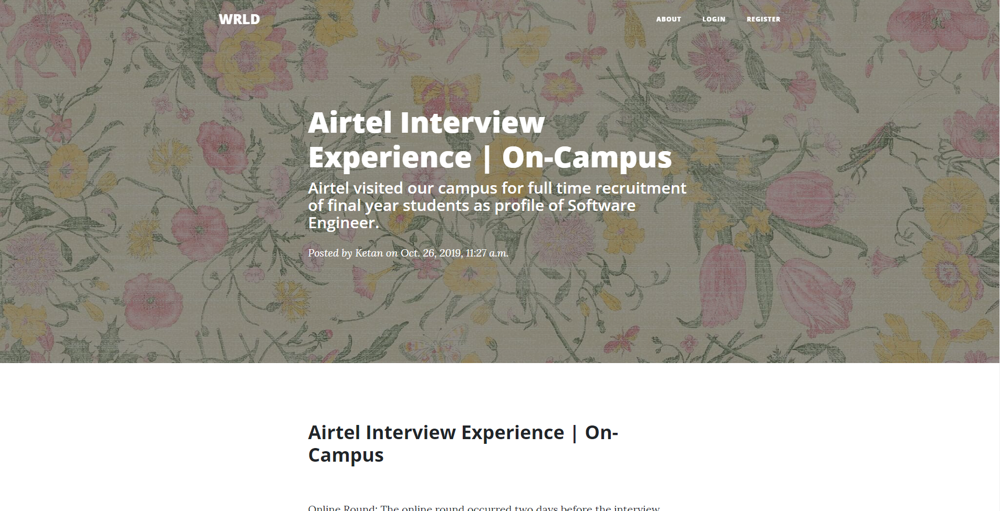 WRLD
ABOUT LOGIN REGISTER
Airtel Interview
Experience | On-Campus
Airtel visited our campus for full time recruitment
of final year students as profile of Software
Engineer.
Posted by Ketan on Oct. 26, 2019, 11:27 a.m.
Airtel Interview Experience | On-
Campus
Online Round: The online round occurred two days before the interview